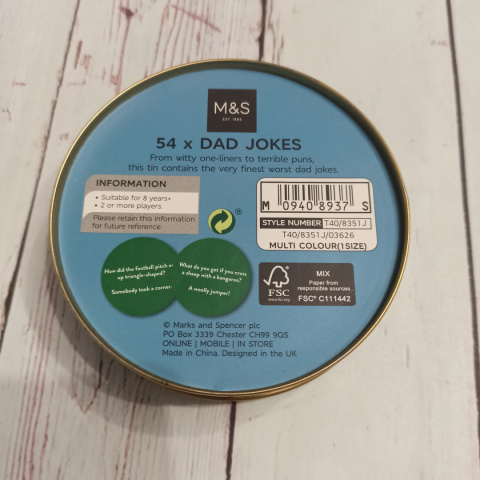 M&S
EST. 1884
54 x DAD JOKES
From witty one-liners to terrible puns,
this tin contains the very finest worst dad jokes.
INFORMATION
• Suitable for 8 years+
• 2 or more players.
Please retain this information
for future reference.
®
M 0940 8937 S
STYLE NUMBER T40/8351J
T40/8351J/03626
MULTI COLOUR(1SIZE)
How did the football pitch
up triangle-shaped?
Somebody took a corner.
What do you get if you cross
a sheep with a kangaroo?
A woolly jumper!
FSC
www.fsc.org
MIX
Paper from
responsible sources
FSC® C111442
© Marks and Spencer plc
PO Box 3339 Chester CH99 9QS
ONLINE | MOBILE | IN STORE
Made in China. Designed in the UK